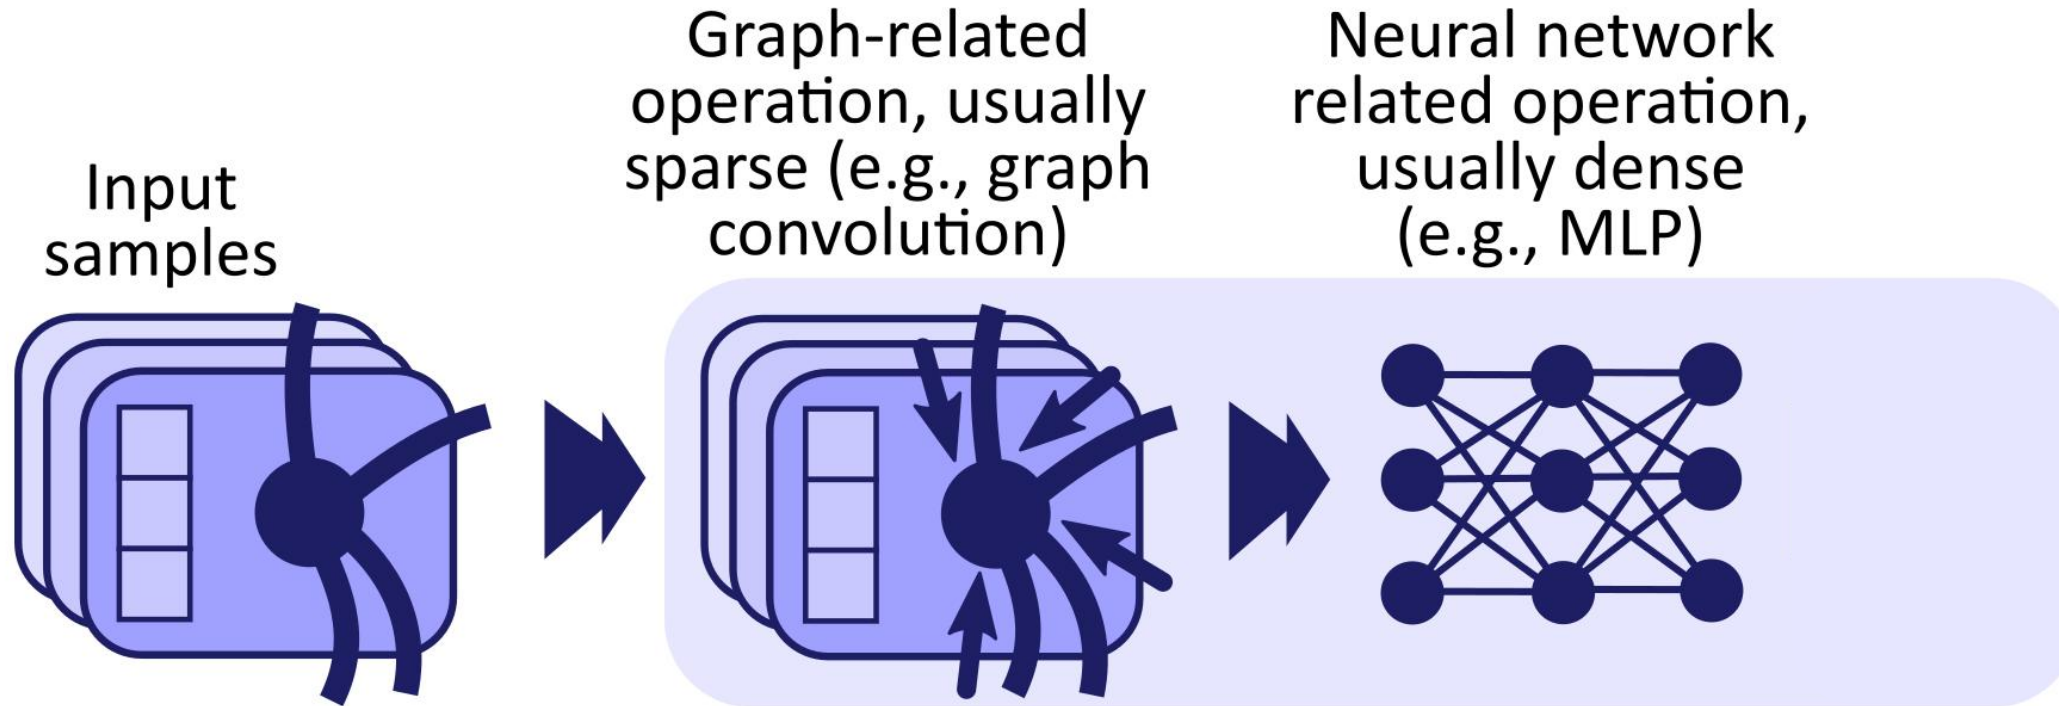 Input
samples
Graph-related
operation, usually
sparse (e.g., graph
convolution)
Neural network
related operation,
usually dense
(e.g., MLP)